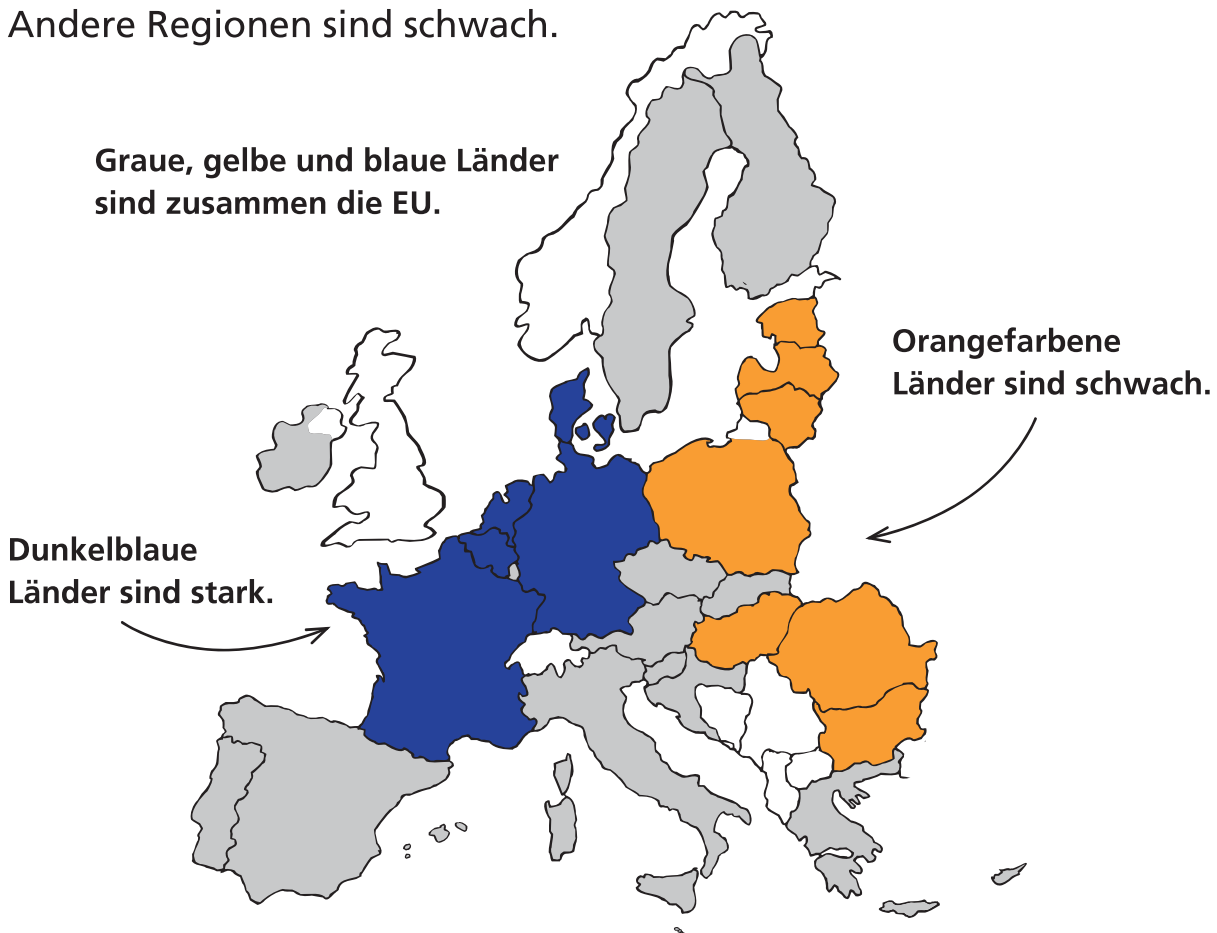 Andere Regionen sind schwach.
Graue, gelbe und blaue Länder
sind zusammen die EU.
Orangefarbene
Länder sind schwach.
Dunkelblaue
Länder sind stark.